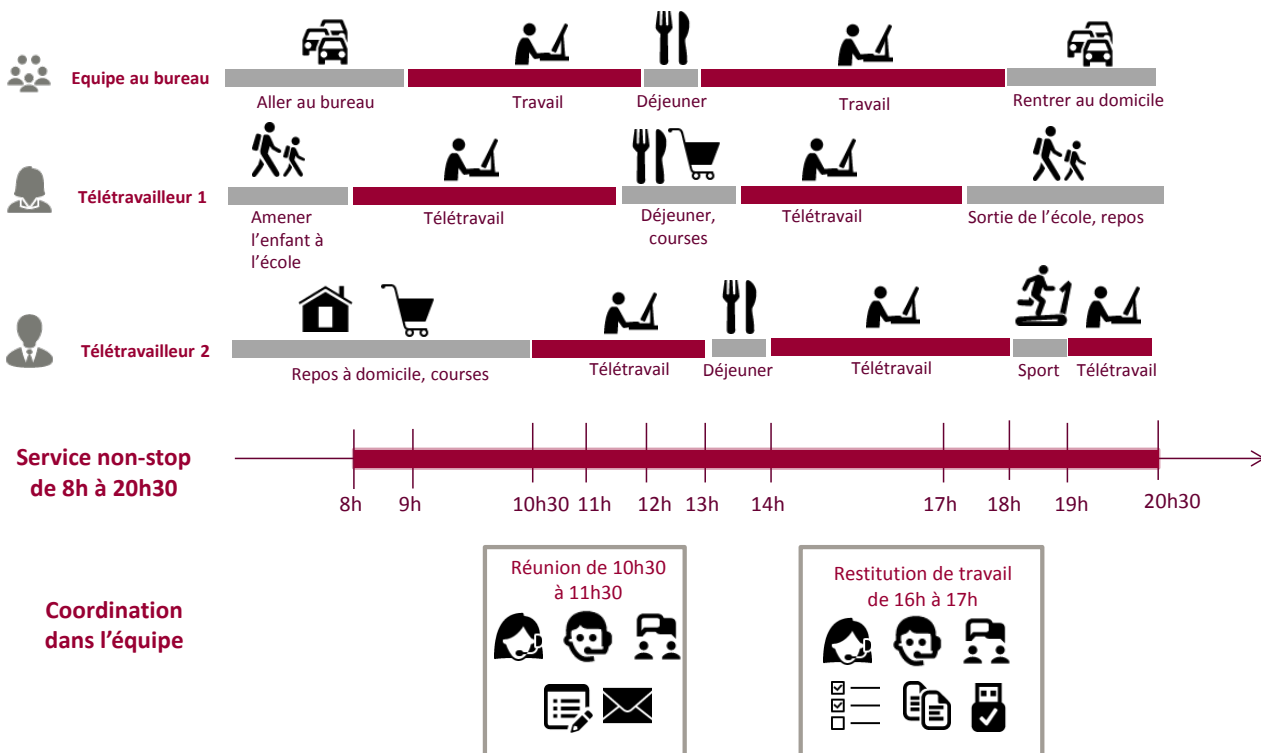 Equipe au bureau
Aller au bureau
Travail
Déjeuner
Travail
Rentrer au domicile
Télétravailleur 1
Amener
l'enfant à
l'école
Télétravail
Déjeuner,
courses
Télétravail
Sortie de l'école, repos
Télétravailleur 2
Repos à domicile, courses
Télétravail
Déjeuner
Télétravail
Sport
Télétravail
Service non-stop
de 8h à 20h30
8h
9h
10h30
11h
12h
13h
14h
17h
18h
19h
20h30
Coordination
dans l'équipe
Réunion de 10h30
à 11h30
Restitution de travail
de 16h à 17h